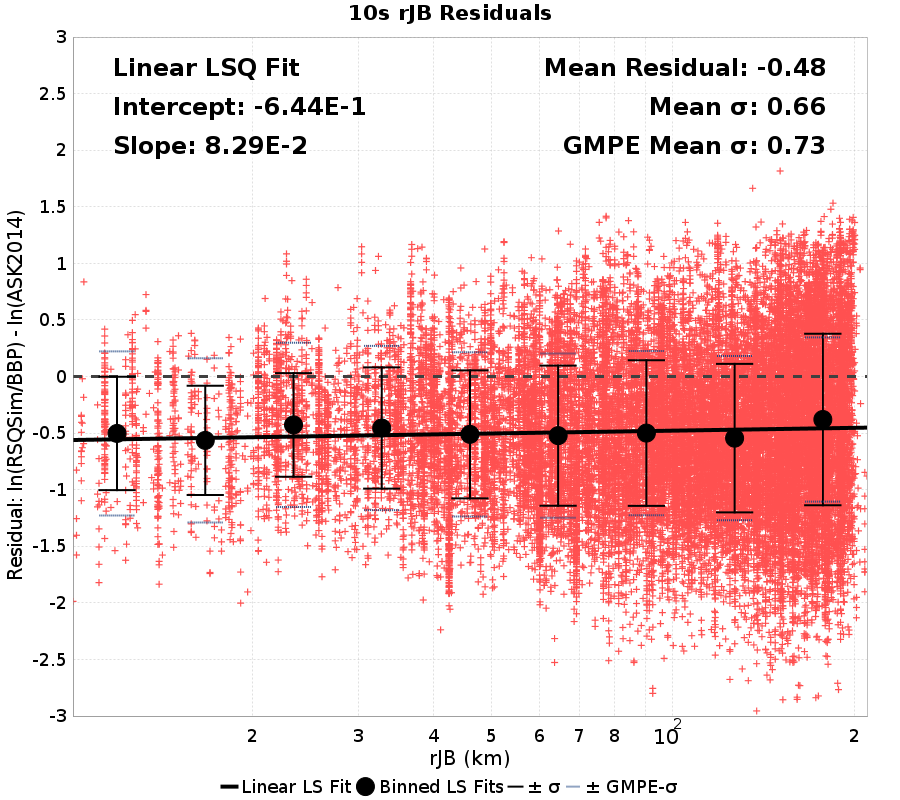 10s rJB Residuals
Linear LSQ Fit
Mean Residual: -0.48
Intercept: -6.44E-1
Mean σ: 0.66
Slope: 8.29E-2
GMPE Mean σ: 0.73
Residual: ln(RSQSim/BBP) - ln(ASK2014)
3
2.5
2
1.5
1
0.5
0
-0.5
-1
-1.5
-2
-2.5
-3
2 3 4 5 6 7 8 10² 2
rJB (km)
Linear LS Fit Binned LS Fits ± σ ± GMPE-σ